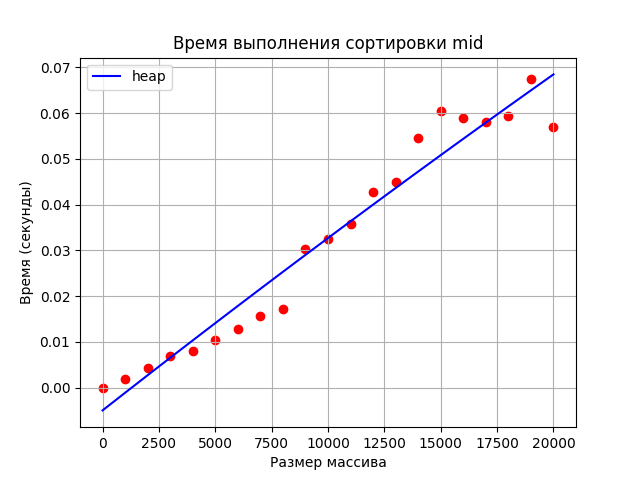 Время выполнения сортировки mid
heap
Время (секунды)
0.07
0.06
0.05
0.04
0.03
0.02
0.01
0.00
0 2500 5000 7500 10000 12500 15000 17500 20000
Размер массива